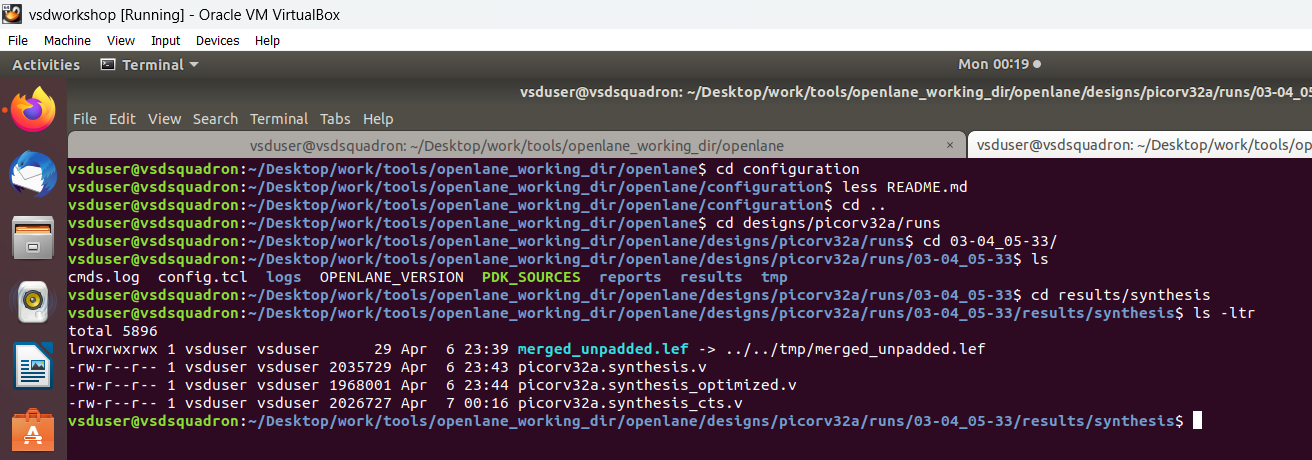 vsdworkshop [Running] - Oracle VM VirtualBox
File Machine View Input Devices Help
Activities Terminal Mon 00:19
vsduser@vsdsquadron: ~/Desktop/work/tools/openlane_working_dir/openlane/designs/picorv32a/runs/03-04_05-33
File Edit View Search Terminal Tabs Help
vsduser@vsdsquadron: ~/Desktop/work/tools/openlane_working_dir/openlane × vsduser@vsdsquadron: ~/Desktop/work/tools/op
vsduser@vsdsquadron:~/Desktop/work/tools/openlane_working_dir/openlane$ cd configuration
vsduser@vsdsquadron:~/Desktop/work/tools/openlane_working_dir/openlane/configuration$ less README.md
vsduser@vsdsquadron:~/Desktop/work/tools/openlane_working_dir/openlane/configuration$ cd ..
vsduser@vsdsquadron:~/Desktop/work/tools/openlane_working_dir/openlane$ cd designs/picorv32a/runs
vsduser@vsdsquadron:~/Desktop/work/tools/openlane_working_dir/openlane/designs/picorv32a/runs$ cd 03-04_05-33/
vsduser@vsdsquadron:~/Desktop/work/tools/openlane_working_dir/openlane/designs/picorv32a/runs/03-04_05-33$ ls
cmds.log config.tcl logs OPENLANE_VERSION PDK_SOURCES reports results tmp
vsduser@vsdsquadron:~/Desktop/work/tools/openlane_working_dir/openlane/designs/picorv32a/runs/03-04_05-33$ cd results/synthesis
vsduser@vsdsquadron:~/Desktop/work/tools/openlane_working_dir/openlane/designs/picorv32a/runs/03-04_05-33/results/synthesis$ ls -ltr
total 5896
lrwxrwxrwx 1 vsduser vsduser 29 Apr 6 23:39 merged_unpadded.lef -> ../../tmp/merged_unpadded.lef
-rw-r--r-- 1 vsduser vsduser 2035729 Apr 6 23:43 picorv32a.synthesis.v
-rw-r--r-- 1 vsduser vsduser 1968001 Apr 6 23:44 picorv32a.synthesis_optimized.v
-rw-r--r-- 1 vsduser vsduser 2026727 Apr 7 00:16 picorv32a.synthesis_cts.v
vsduser@vsdsquadron:~/Desktop/work/tools/openlane_working_dir/openlane/designs/picorv32a/runs/03-04_05-33/results/synthesis$